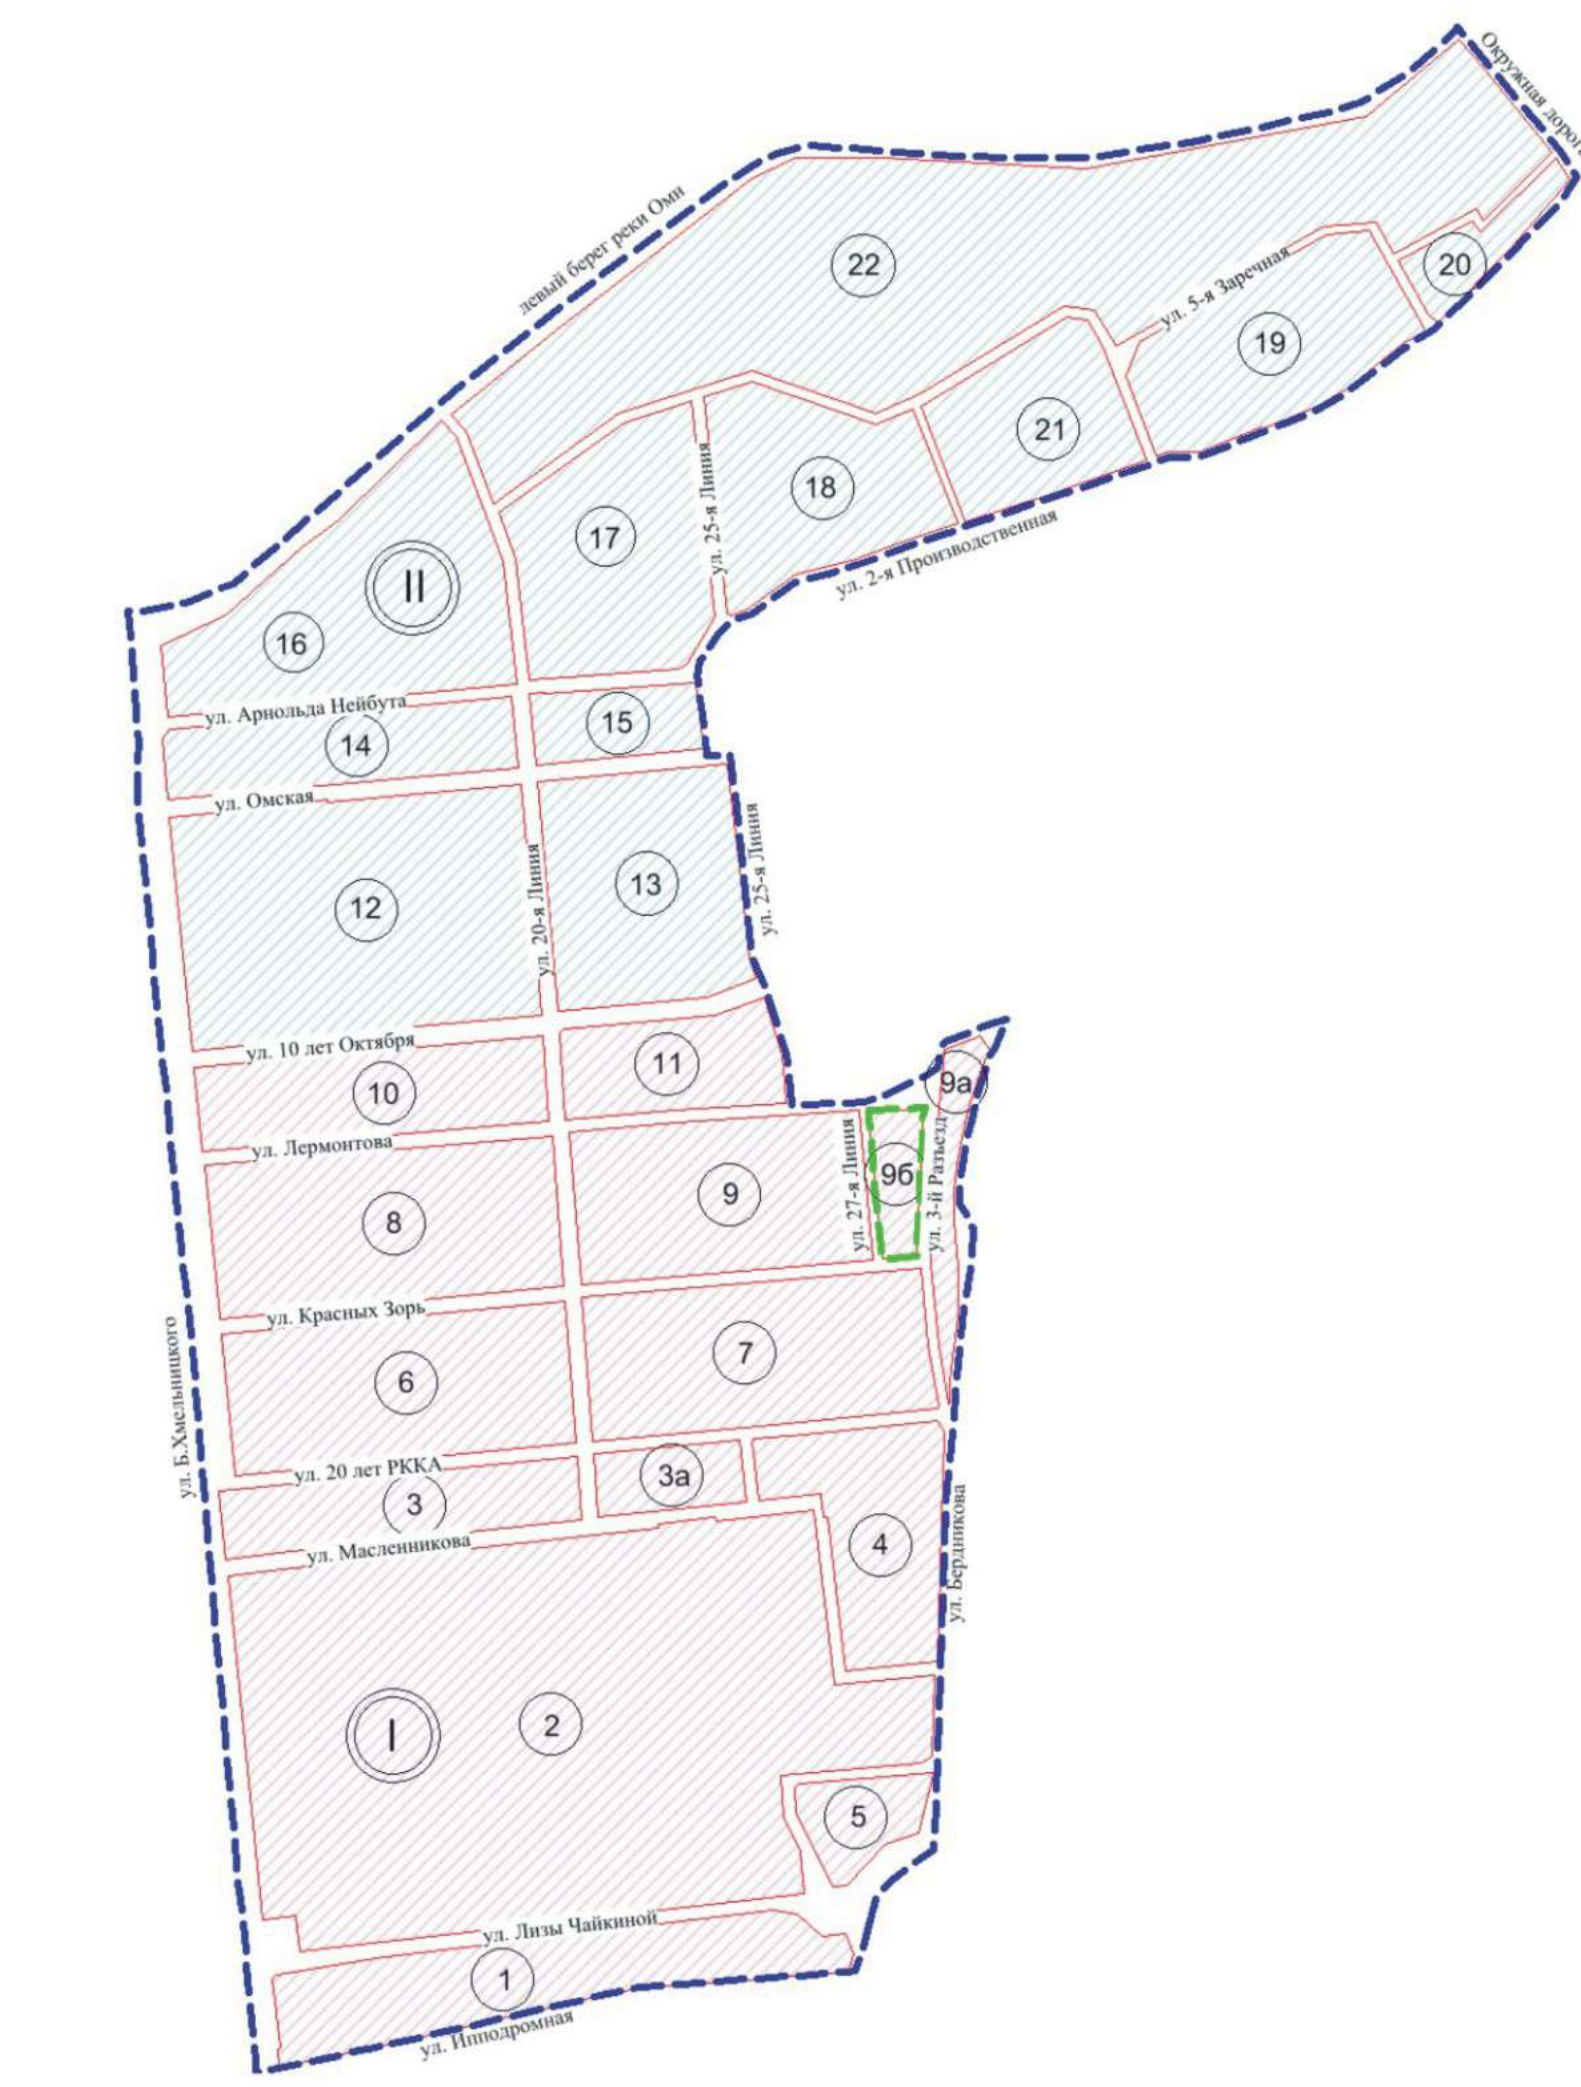 Окружная дорога
левый берег реки Оми
22
20
ул. 5-я Заречная
19
21
18
ул. 25-я Линия
17
ул. 2-я Производственная
II
16
ул. Арнольда Нейбута
15
14
ул. Омская
ул. 25-я Линия
13
12
ул. 20-я Линия
ул. 10 лет Октября
11
9а
10
ул. Лермонтова
ул. 27-я Линия
9б
ул. 3-й Разъезд
9
8
ул. Красных Зорь
ул. Б.Хмельницкого
7
6
ул. 20 лет РККА
3а
3
ул. Масленникова
4
ул. Бердникова
I
2
5
ул. Лизы Чайкиной
1
ул. Ипподромная